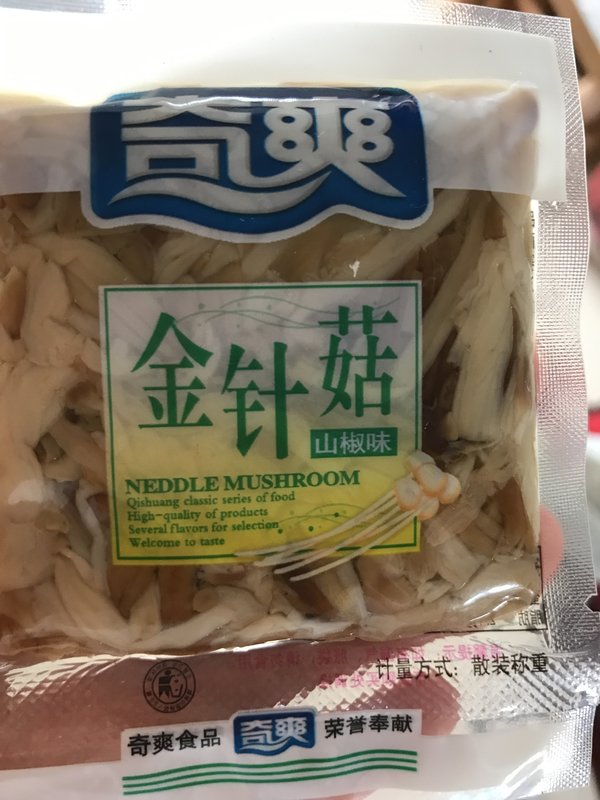 奇爽
金针菇
山椒味
NEDDLE MUSHROOM
Qishuang classic series of food
High-quality of products
Several flavors for selection
Welcome to taste
计量方式：散装称重
奇爽食品 奇爽 荣誉奉献